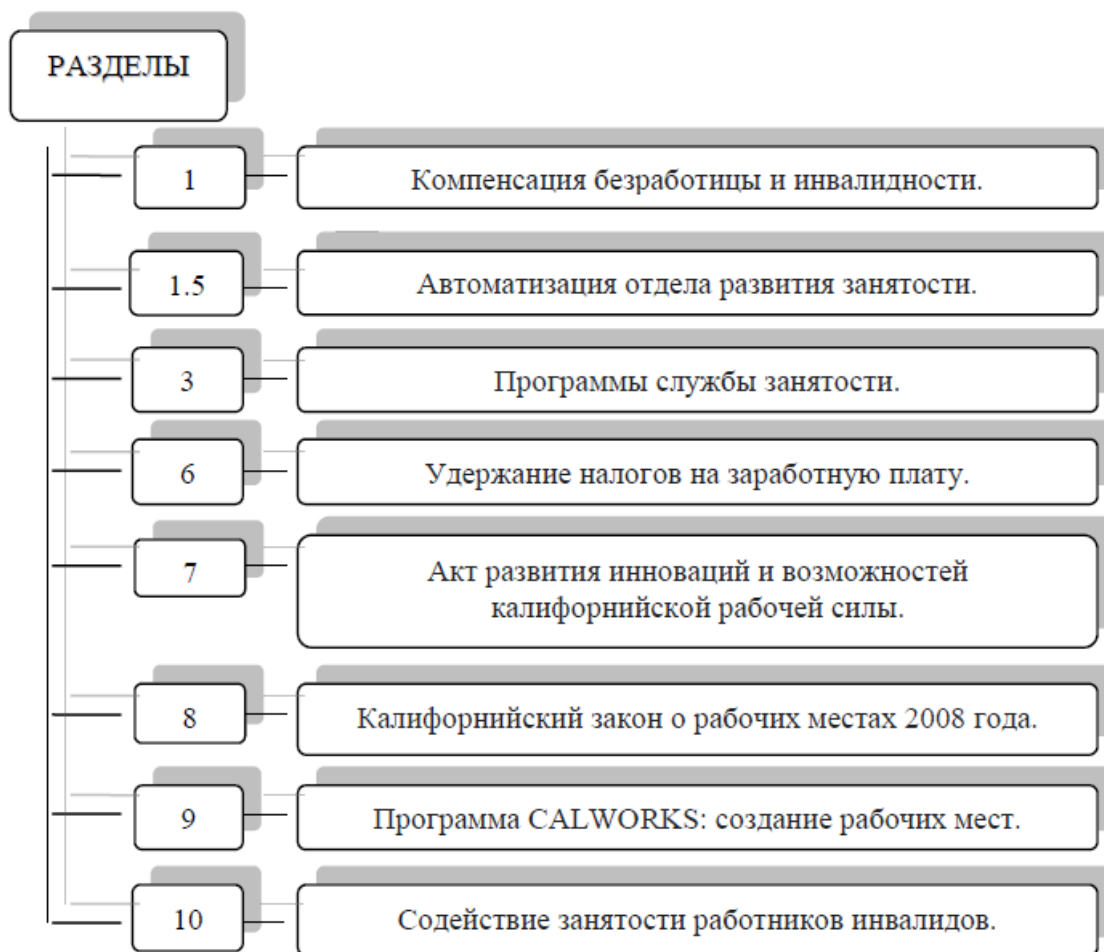 РАЗДЕЛЫ
1
Компенсация безработицы и инвалидности.
1.5
Автоматизация отдела развития занятости.
3
Программы службы занятости.
6
Удержание налогов на заработную плату.
7
Акт развития инноваций и возможностей
калифорнийской рабочей силы.
8
Калифорнийский закон о рабочих местах 2008 года.
9
Программа CALWORKS: создание рабочих мест.
10
Содействие занятости работников инвалидов.